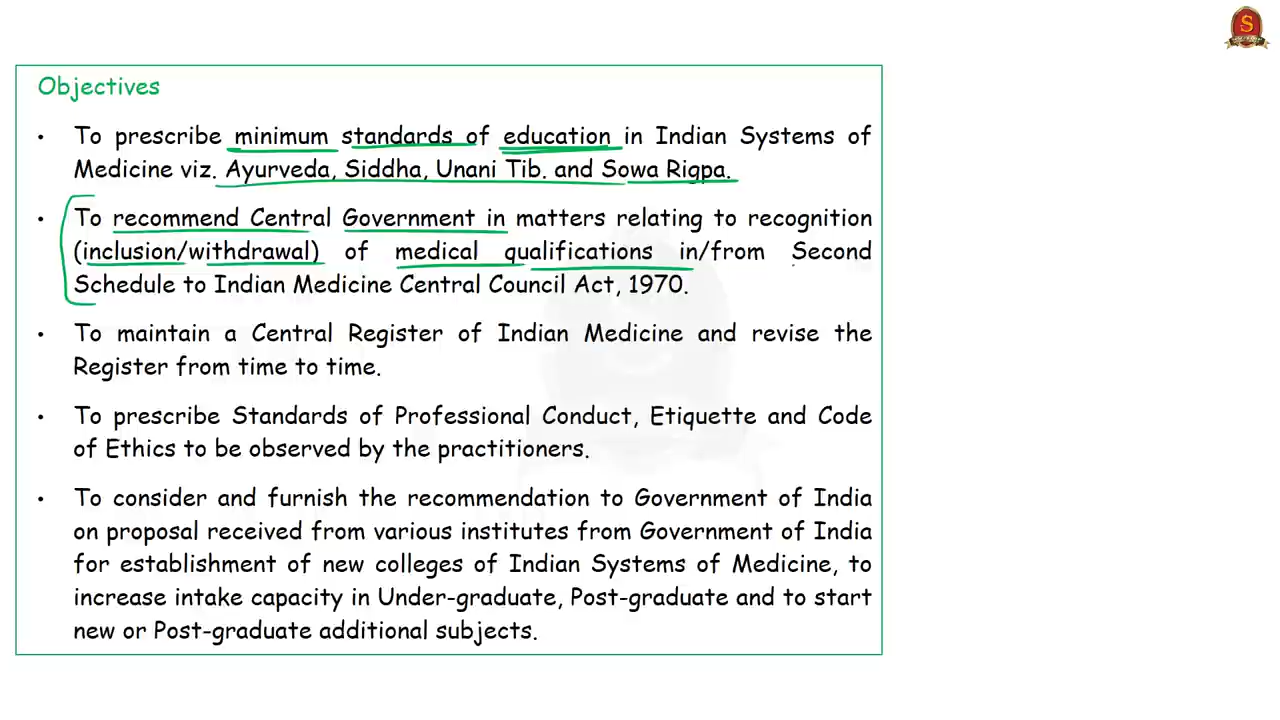 Objectives
• To prescribe minimum standards of education in Indian Systems of
Medicine viz. Ayurveda, Siddha, Unani Tib. and Sowa Rigpa.
• To recommend Central Government in matters relating to recognition
(inclusion/withdrawal) of medical qualifications in/from Second
Schedule to Indian Medicine Central Council Act, 1970.
• To maintain a Central Register of Indian Medicine and revise the
Register from time to time.
• To prescribe Standards of Professional Conduct, Etiquette and Code
of Ethics to be observed by the practitioners.
• To consider and furnish the recommendation to Government of India
on proposal received from various institutes from Government of India
for establishment of new colleges of Indian Systems of Medicine, to
increase intake capacity in Under-graduate, Post-graduate and to start
new or Post-graduate additional subjects.
S